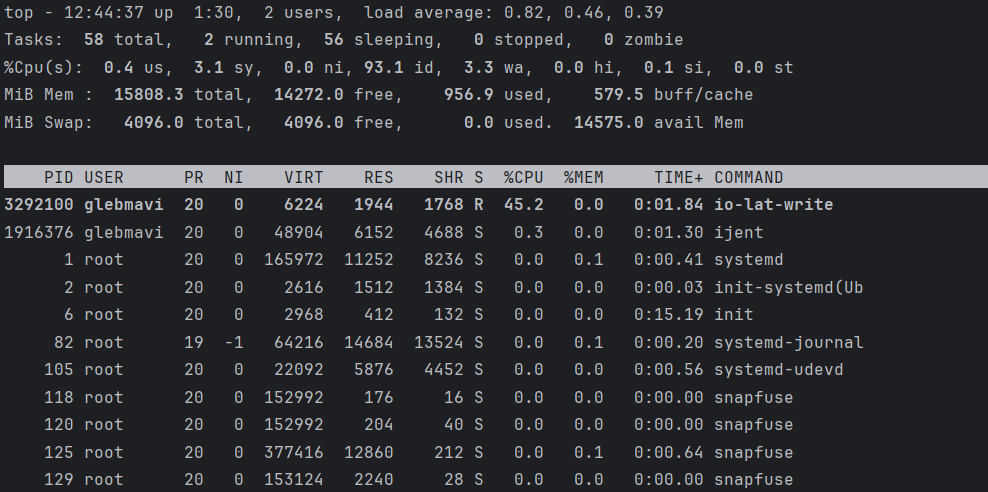 top - 12:44:37 up  1:30,  2 users,  load average: 0.82, 0.46, 0.39
Tasks:  58 total,   2 running,  56 sleeping,   0 stopped,   0 zombie
%Cpu(s):  0.4 us,  3.1 sy,  0.0 ni, 93.1 id,  3.3 wa,  0.0 hi,  0.1 si,  0.0 st
MiB Mem :  15808.3 total,  14272.0 free,    956.9 used,    579.5 buff/cache
MiB Swap:   4096.0 total,   4096.0 free,      0.0 used.  14575.0 avail Mem
    PID USER      PR  NI    VIRT    RES    SHR S  %CPU  %MEM     TIME+ COMMAND
3292100 glebmavi  20   0    6224   1944   1768 R  45.2   0.0   0:01.84 io-lat-write
1916376 glebmavi  20   0   48904   6152   4688 S   0.3   0.0   0:01.30 ijent
      1 root      20   0  165972  11252   8236 S   0.0   0.1   0:00.41 systemd
      2 root      20   0    2616   1512   1384 S   0.0   0.0   0:00.03 init-systemd(Ub
      6 root      20   0    2968    412    132 S   0.0   0.0   0:15.19 init
     82 root      19  -1   64216  14684  13524 S   0.0   0.1   0:00.20 systemd-journal
    105 root      20   0   22092   5876   4452 S   0.0   0.0   0:00.56 systemd-udevd
    118 root      20   0  152992    176     16 S   0.0   0.0   0:00.00 snapfuse
    120 root      20   0  152992    204     40 S   0.0   0.0   0:00.00 snapfuse
    125 root      20   0  377416  12860    212 S   0.0   0.1   0:00.64 snapfuse
    129 root      20   0  153124   2240     28 S   0.0   0.0   0:00.00 snapfuse